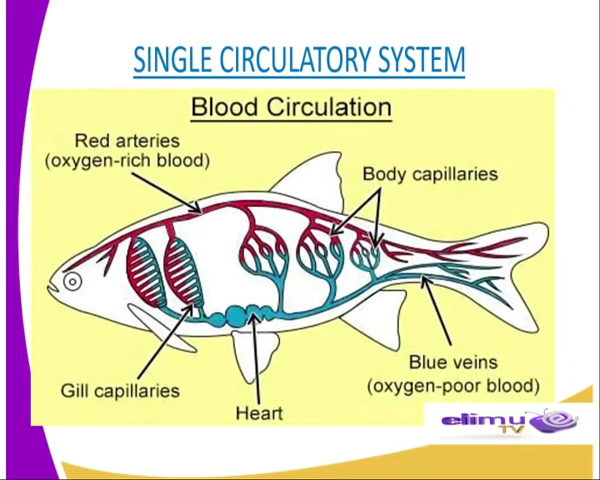 SINGLE CIRCULATORY SYSTEM
Blood Circulation
Red arteries
(oxygen-rich blood)
Body capillaries
Gill capillaries
Heart
Blue veins
(oxygen-poor blood)
elimu
TV